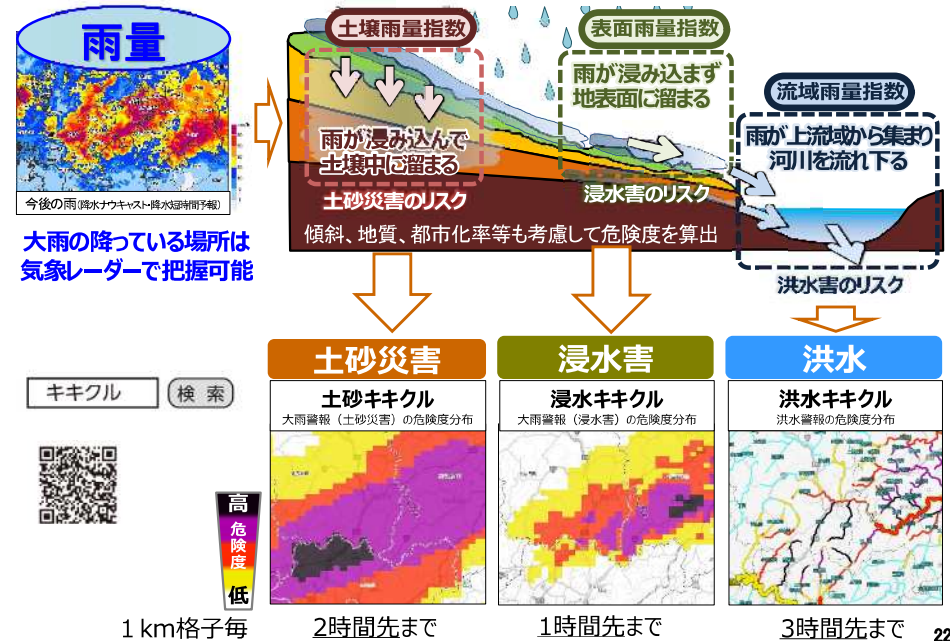 雨量
今後の雨(降水ナウキャスト・降水短時間予報)
大雨の降っている場所は
気象レーダーで把握可能
土壌雨量指数
雨が浸み込んで
土壌中に溜まる
土砂災害のリスク
表面雨量指数
雨が浸み込まず
地表面に溜まる
浸水害のリスク
流域雨量指数
雨が上流域から集まり
河川を流れ下る
洪水害のリスク
傾斜、地質、都市化率等も考慮して危険度を算出
キキクル
検索
高
危険度
低
1km格子毎
土砂災害
土砂キキクル
大雨警報（土砂災害）の危険度分布
2時間先まで
浸水害
浸水キキクル
大雨警報（浸水害）の危険度分布
1時間先まで
洪水
洪水キキクル
洪水警報の危険度分布
3時間先まで
22